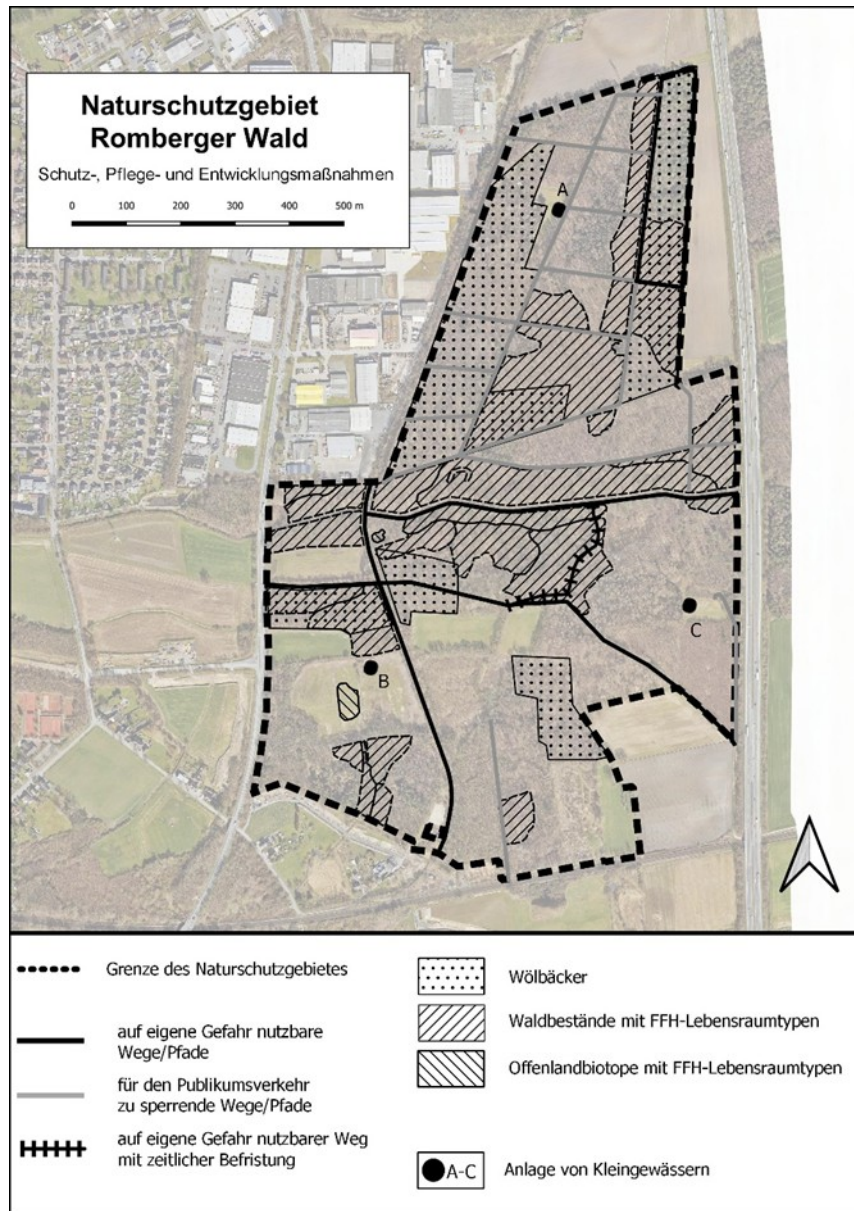 Naturschutzgebiet
Romberger Wald
Schutz-, Pflege- und Entwicklungsmaßnahmen
0 100 200 300 400 500 m
A
B
C
Grenze des Naturschutzgebietes
auf eigene Gefahr nutzbare
Wege/Pfade
für den Publikumsverkehr
zu sperrende Wege/Pfade
auf eigene Gefahr nutzbarer Weg
mit zeitlicher Befristung
Wölbäcker
Waldbestände mit FFH-Lebensraumtypen
Offenlandbiotope mit FFH-Lebensraumtypen
A-C
Anlage von Kleingewässern